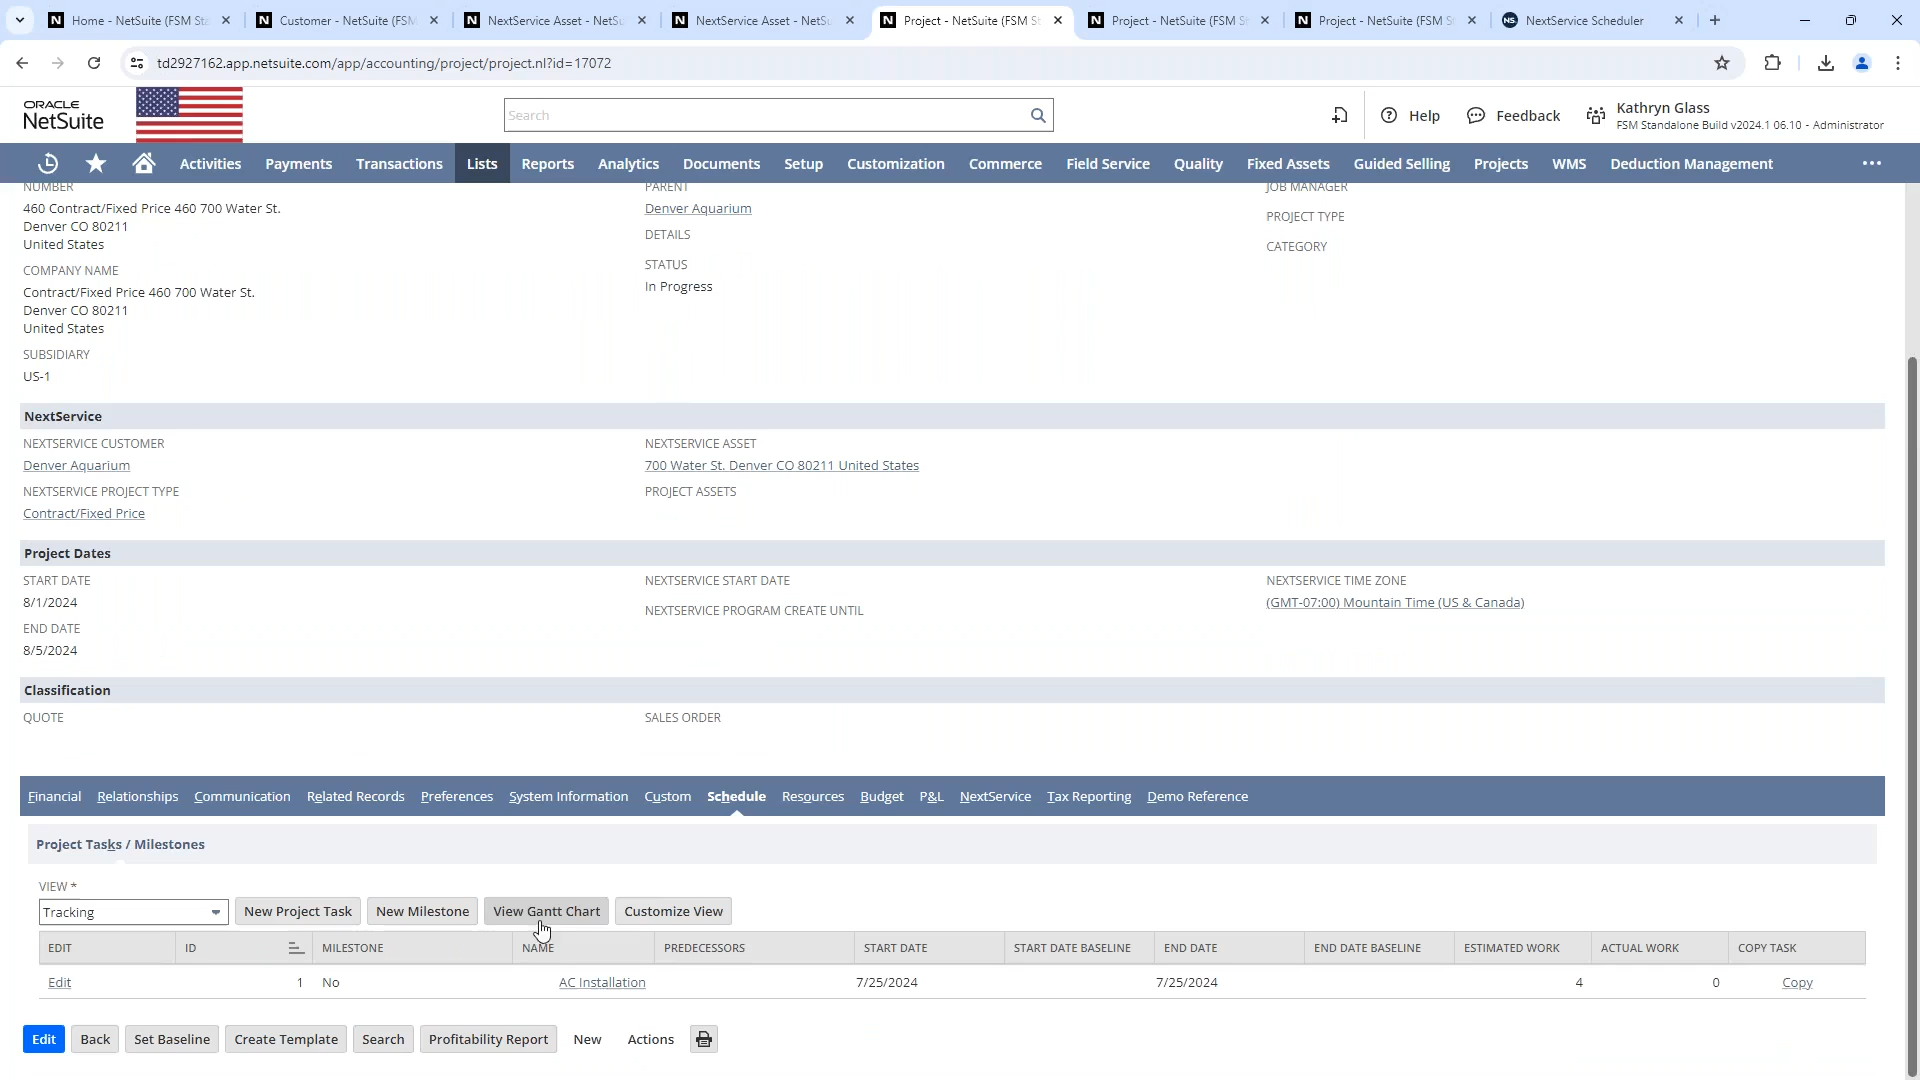 Home - NetSuite (FSM Sta
Customer - NetSuite (FSM
NextService Asset - NetSu
NextService Asset - NetSu
Project - NetSuite (FSM St
Project - NetSuite (FSM St
Project - NetSuite (FSM S
NS
NextService Scheduler
td2927162.app.netsuite.com/app/accounting/project/project.nl?id=17072
ORACLE
NetSuite
Search
Help
Feedback
Kathryn Glass
FSM Standalone Build v2024.1 06.10 - Administrator
Activities
Payments
Transactions
Lists
Reports
Analytics
Documents
Setup
Customization
Commerce
Field Service
Quality
Fixed Assets
Guided Selling
Projects
WMS
Deduction Management
NUMBER
460 Contract/Fixed Price 460 700 Water St.
Denver CO 80211
United States
COMPANY NAME
Contract/Fixed Price 460 700 Water St.
Denver CO 80211
United States
SUBSIDIARY
US-1
PARENT
Denver Aquarium
DETAILS
STATUS
In Progress
JOB MANAGER
PROJECT TYPE
CATEGORY
NextService
NEXTSERVICE CUSTOMER
Denver Aquarium
NEXTSERVICE PROJECT TYPE
Contract/Fixed Price
NEXTSERVICE ASSET
700 Water St. Denver CO 80211 United States
PROJECT ASSETS
Project Dates
START DATE
8/1/2024
END DATE
8/5/2024
NEXTSERVICE START DATE
NEXTSERVICE PROGRAM CREATE UNTIL
NEXTSERVICE TIME ZONE
(GMT-07:00) Mountain Time (US & Canada)
Classification
QUOTE
SALES ORDER
Financial
Relationships
Communication
Related Records
Preferences
System Information
Custom
Schedule
Resources
Budget
P&L
NextService
Tax Reporting
Demo Reference
Project Tasks / Milestones
VIEW *
Tracking
New Project Task
New Milestone
View Gantt Chart
Customize View
EDIT
ID
MILESTONE
NAME
PREDECESSORS
START DATE
START DATE BASELINE
END DATE
END DATE BASELINE
ESTIMATED WORK
ACTUAL WORK
COPY TASK
Edit
1
No
AC Installation
7/25/2024
7/25/2024
4
0
Copy
Edit
Back
Set Baseline
Create Template
Search
Profitability Report
New
Actions